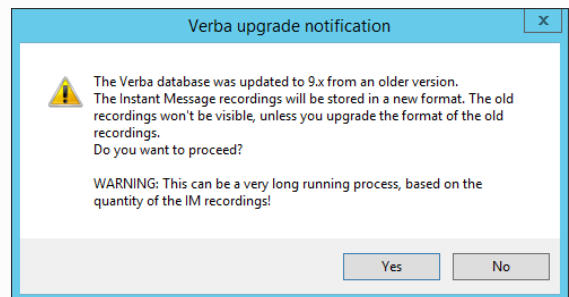 Verba upgrade notification
x
The Verba database was updated to 9.x from an older version.
The Instant Message recordings will be stored in a new format. The old
recordings won't be visible, unless you upgrade the format of the old
recordings.
Do you want to proceed?
WARNING: This can be a very long running process, based on the
quantity of the IM recordings!
Yes No